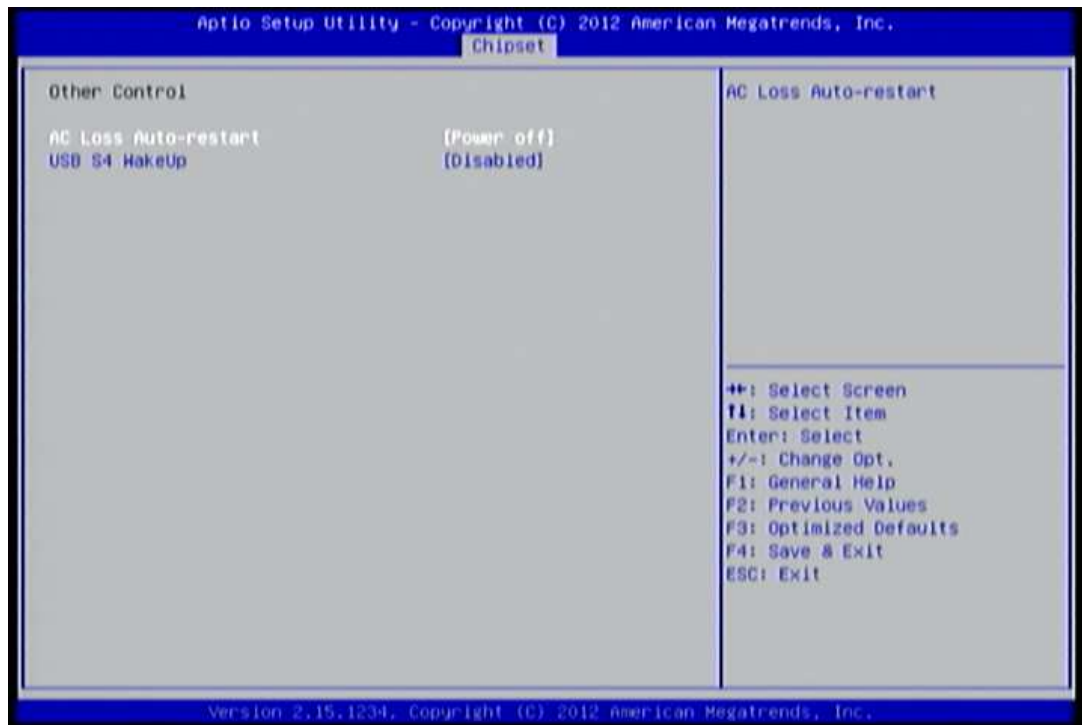 Aptio Setup Utility - Copyright (C) 2012 American Megatrends, Inc.
Chipset
Other Control
AC Loss Auto-restart [Power off]
USB S4 WakeUp [Disabled]
AC Loss Auto-restart
→←: Select Screen
↑↓: Select Item
Enter: Select
+/-: Change Opt.
F1: General Help
F2: Previous Values
F3: Optimized Defaults
F4: Save & Exit
ESC: Exit
Version 2.15.1234. Copyright (C) 2012 American Megatrends, Inc.